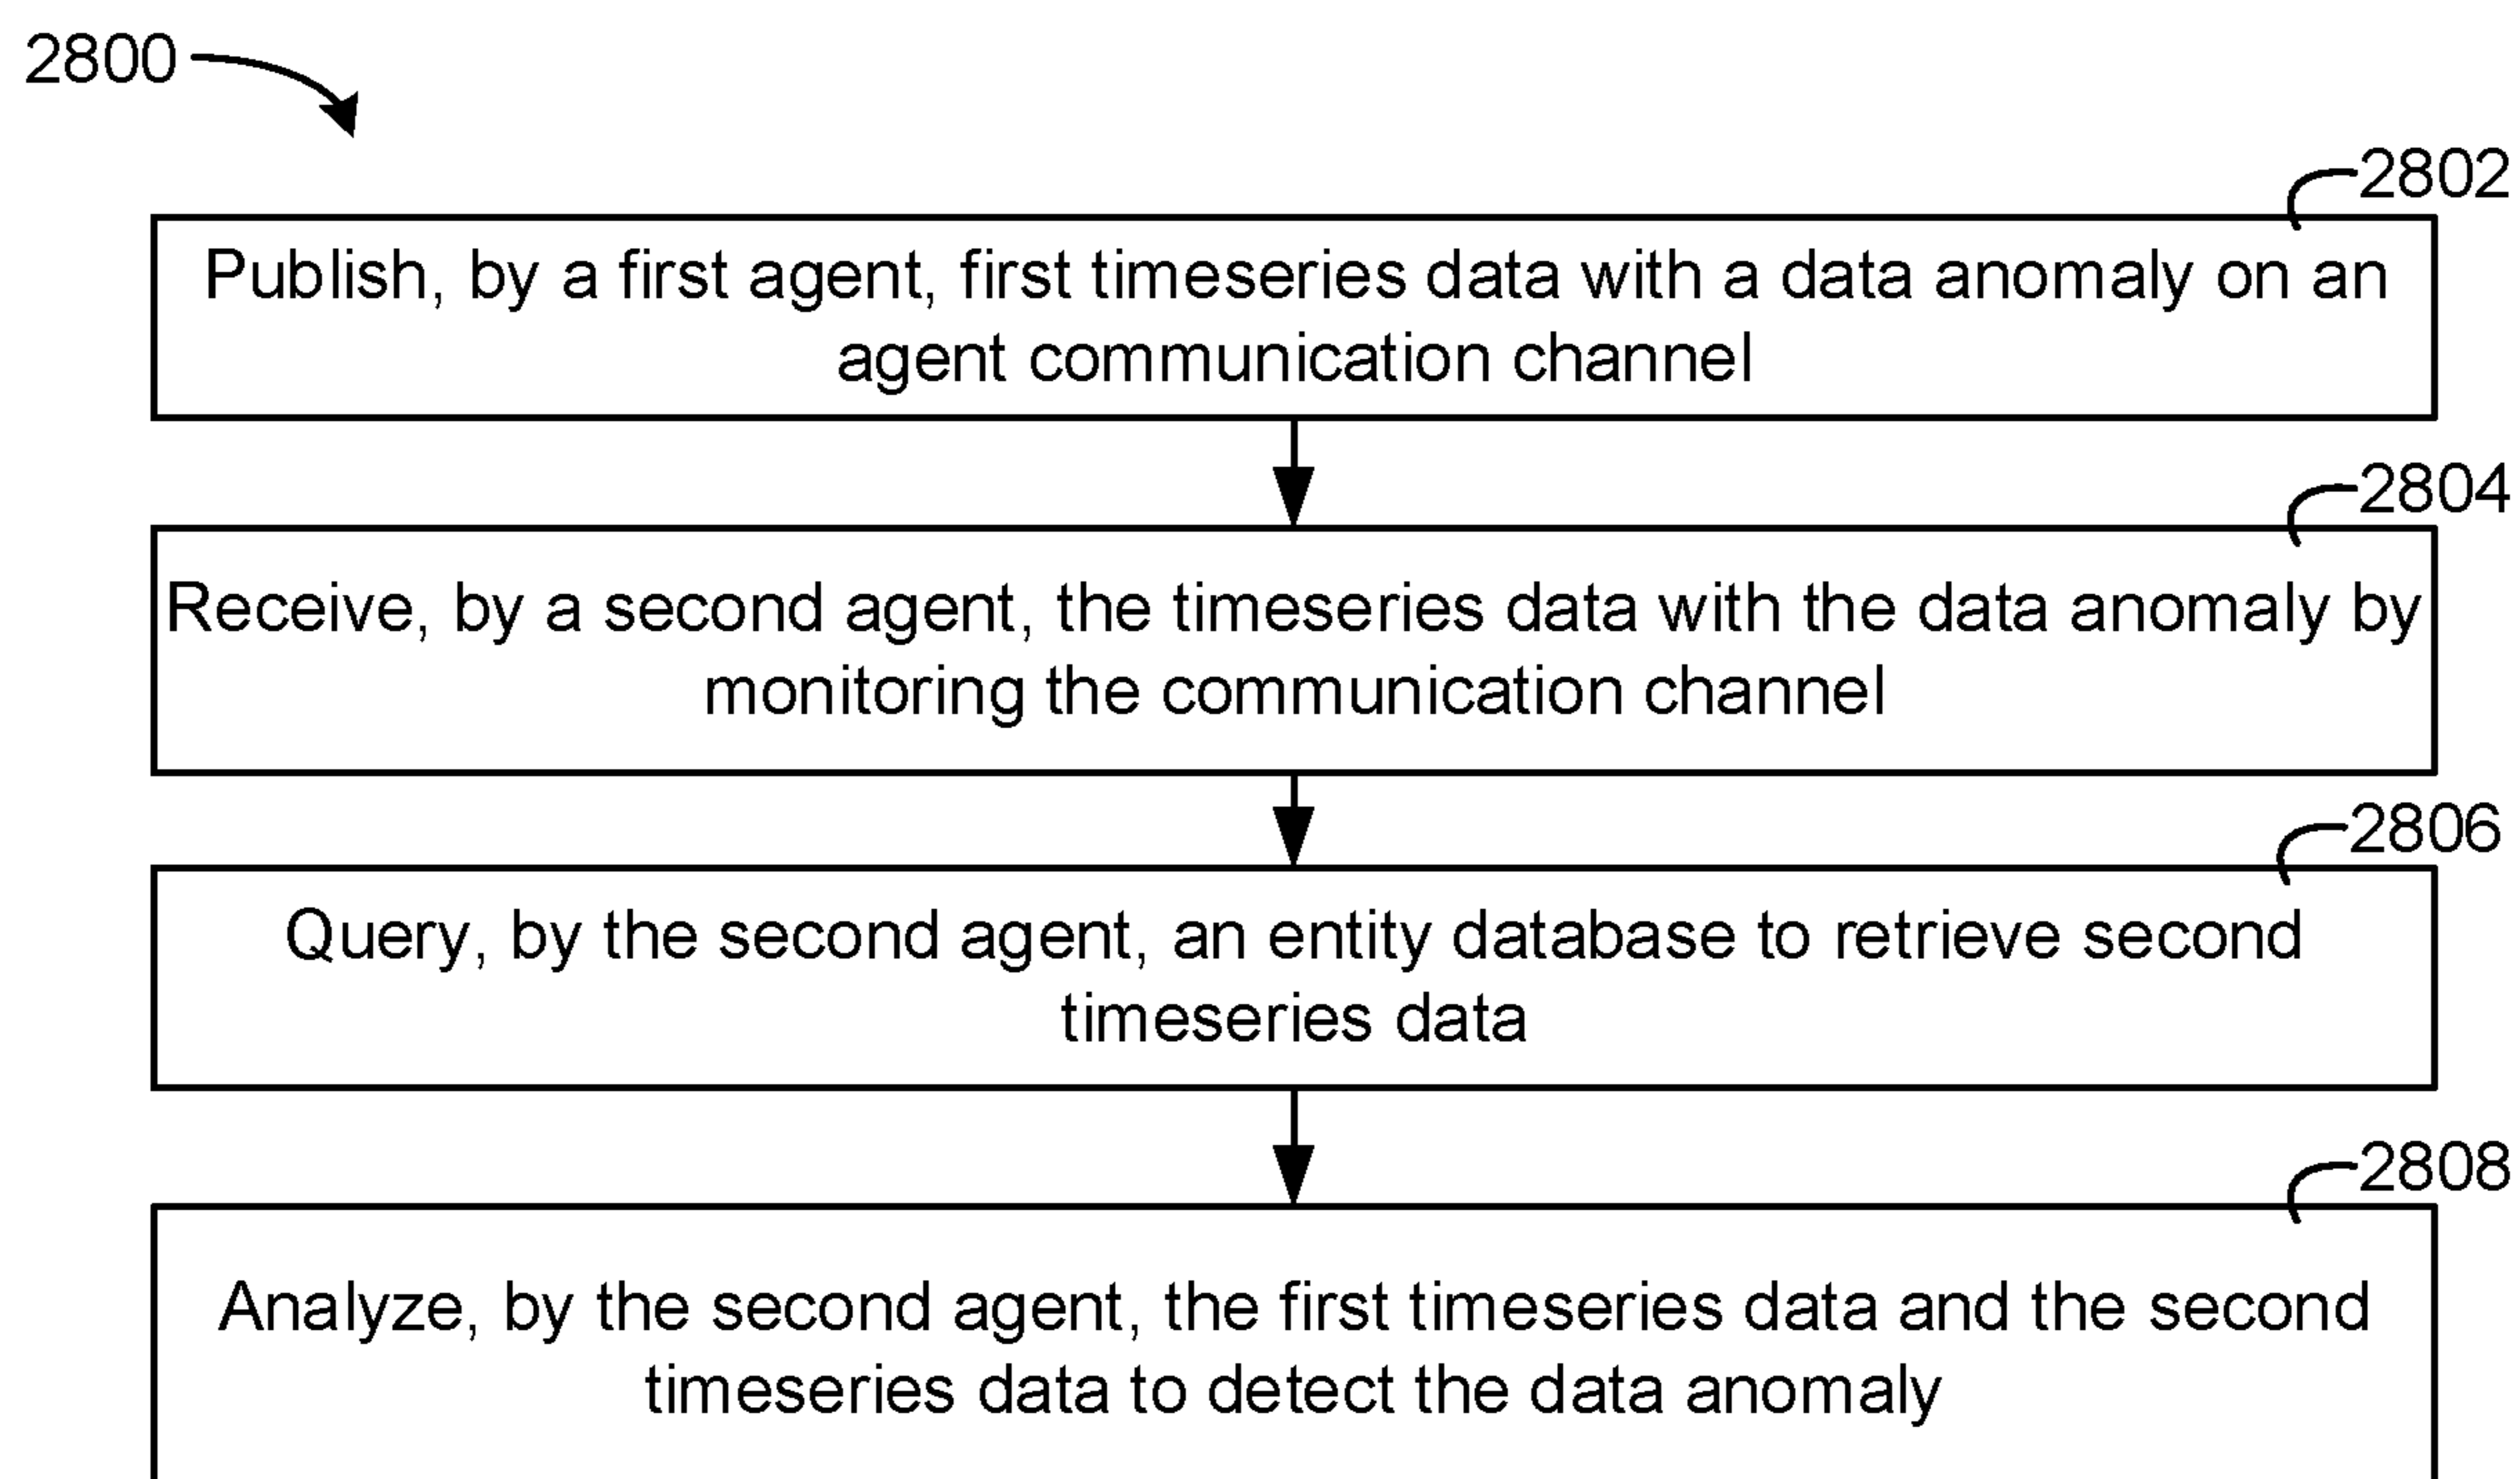 2800
2802
Publish, by a first agent, first timeseries data with a data anomaly on an
agent communication channel
2804
Receive, by a second agent, the timeseries data with the data anomaly by
monitoring the communication channel
2806
Query, by the second agent, an entity database to retrieve second
timeseries data
2808
Analyze, by the second agent, the first timeseries data and the second
timeseries data to detect the data anomaly